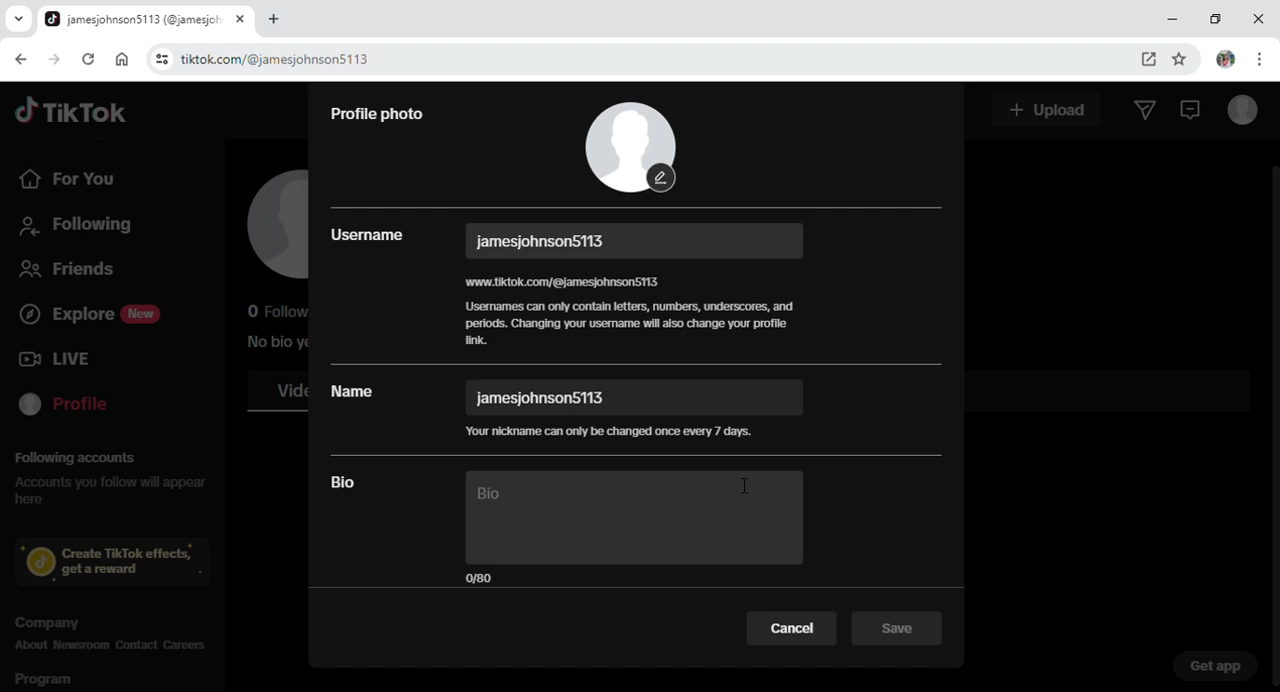 jamesjohnson5113 (@jamesjoh
tiktok.com/@jamesjohnson5113
TikTok
Upload
Profile photo
For You
Following
Friends
Explore New
LIVE
Profile
0 Follow
No bio ye
Vide
Username
jamesjohnson5113
www.tiktok.com/@jamesjohnson5113
Usernames can only contain letters, numbers, underscores, and
periods. Changing your username will also change your profile
link.
Name
jamesjohnson5113
Your nickname can only be changed once every 7 days.
Bio
Bio
0/80
Following accounts
Accounts you follow will appear
here
Create TikTok effects,
get a reward
Company
About Newsroom Contact Careers
Program
Cancel
Save
Get app